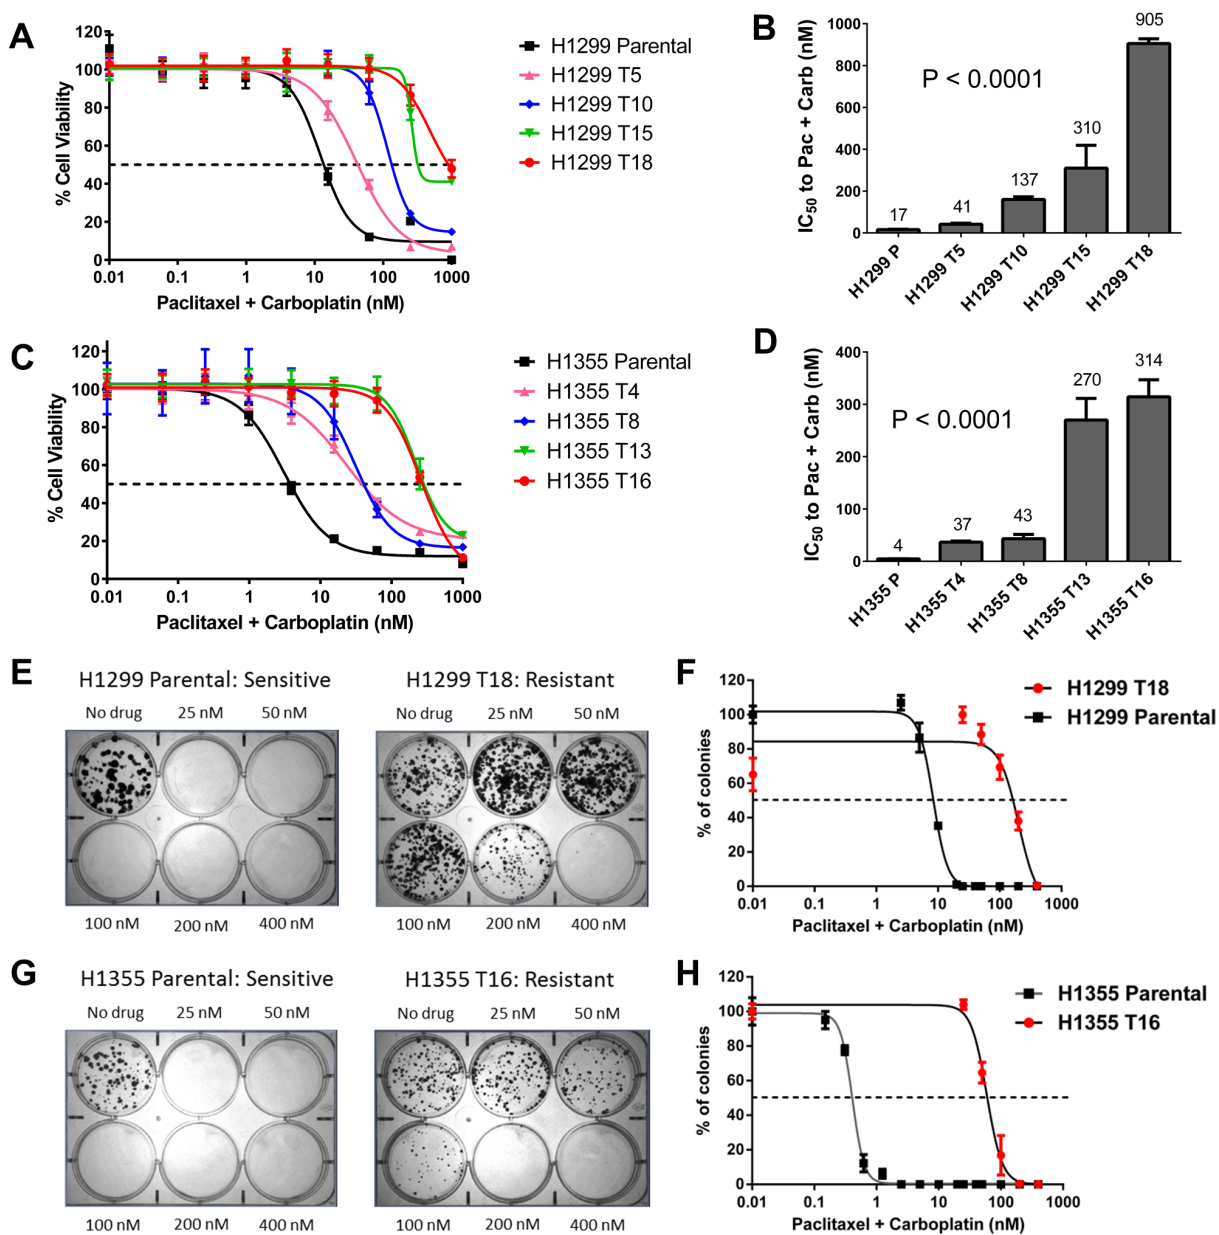 A
120
100
80
60
40
20
0
% Cell Viability
0.01
0.1
1
10
100
1000
Paclitaxel + Carboplatin (nM)
H1299 Parental
H1299 T5
H1299 T10
H1299 T15
H1299 T18
B
1000
800
600
400
200
0
IC50 to Pac + Carb (nM)
P < 0.0001
17
41
137
310
905
H1299 P
H1299 T5
H1299 T10
H1299 T15
H1299 T18
C
120
100
80
60
40
20
0
% Cell Viability
0.01
0.1
1
10
100
1000
Paclitaxel + Carboplatin (nM)
H1355 Parental
H1355 T4
H1355 T8
H1355 T13
H1355 T16
D
400
300
200
100
0
IC50 to Pac + Carb (nM)
P < 0.0001
4
37
43
270
314
H1355 P
H1355 T4
H1355 T8
H1355 T13
H1355 T16
E
H1299 Parental: Sensitive
No drug
25 nM
50 nM
100 nM
200 nM
400 nM
H1299 T18: Resistant
No drug
25 nM
50 nM
100 nM
200 nM
400 nM
F
120
100
80
60
40
20
0
% of colonies
0.01
0.1
1
10
100
1000
Paclitaxel + Carboplatin (nM)
H1299 T18
H1299 Parental
G
H1355 Parental: Sensitive
No drug
25 nM
50 nM
100 nM
200 nM
400 nM
H1355 T16: Resistant
No drug
25 nM
50 nM
100 nM
200 nM
400 nM
H
120
100
80
60
40
20
0
% of colonies
0.01
0.1
1
10
100
1000
Paclitaxel + Carboplatin (nM)
H1355 Parental
H1355 T16